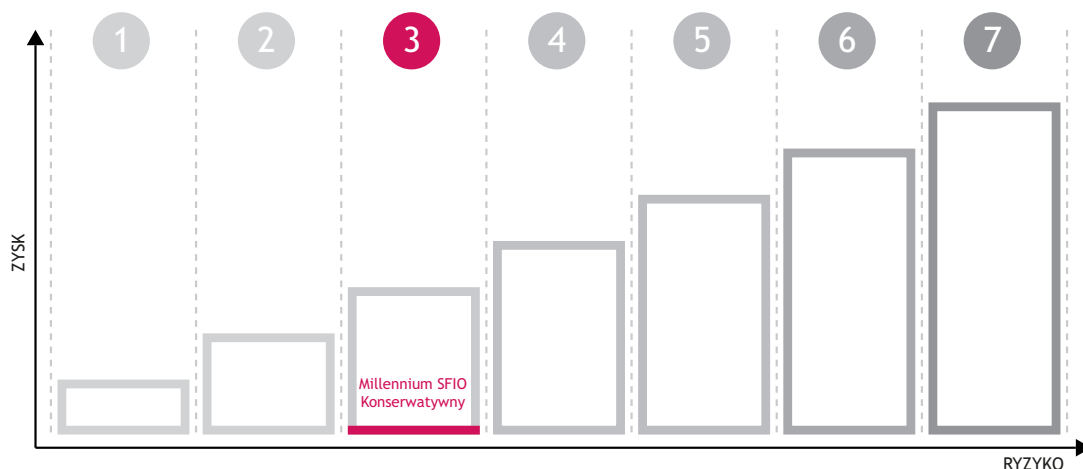 1 2 3 4 5 6 7
ZYSK
Millennium SFIO
Konserwatywny
RYZYKO